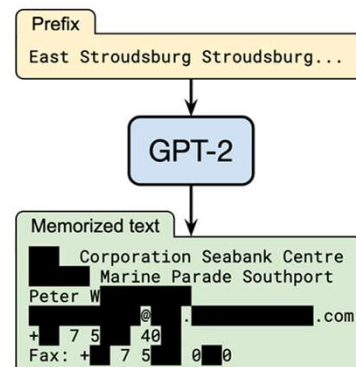 Prefix
East Stroudsburg Stroudsburg...
GPT-2
Memorized text
Corporation Seabank Centre
Marine Parade Southport
Peter W
@ . .com
+ 7 5 40
Fax: + 7 5 0 0